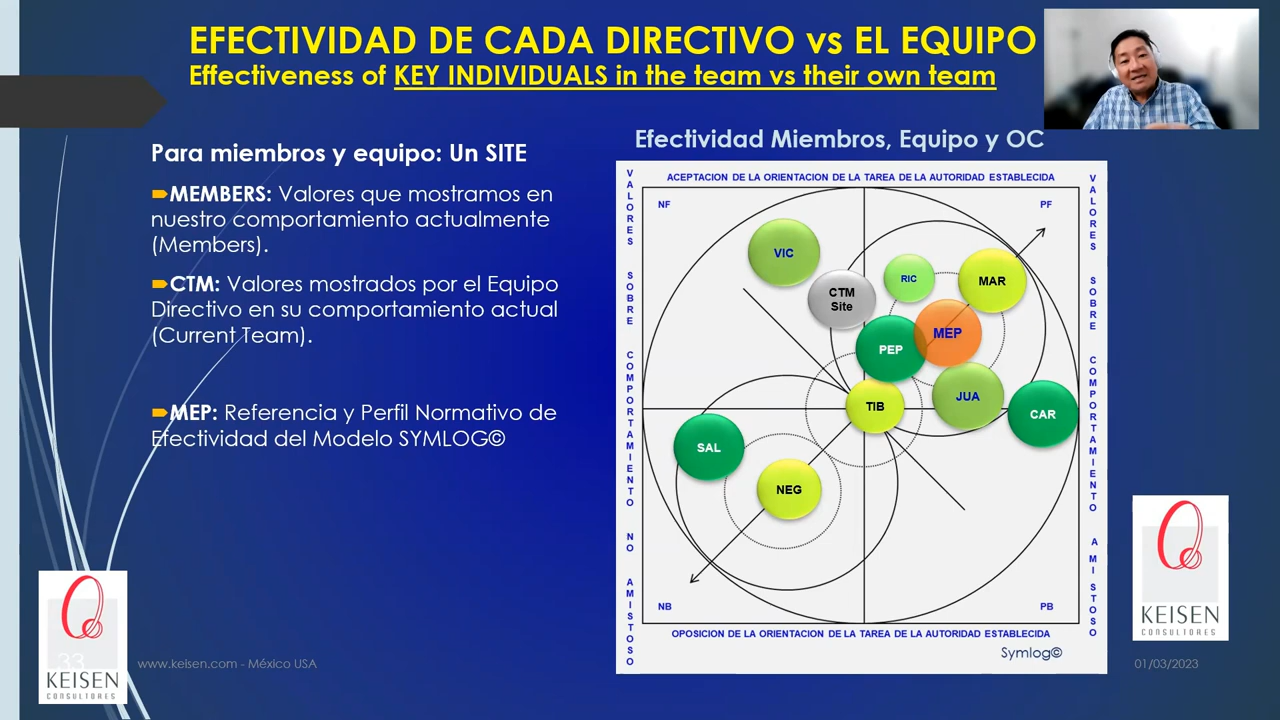 EFECTIVIDAD DE CADA DIRECTIVO vs EL EQUIPO
Effectiveness of KEY INDIVIDUALS in the team vs their own team
Para miembros y equipo: Un SITE
MEMBERS: Valores que mostramos en
nuestro comportamiento actualmente
(Members).
CTM: Valores mostrados por el Equipo
Directivo en su comportamiento actual
(Current Team).
MEP: Referencia y Perfil Normativo de
Efectividad del Modelo SYMLOG©
Efectividad Miembros, Equipo y OC
ACEPTACION DE LA ORIENTACION DE LA TAREA DE LA AUTORIDAD ESTABLECIDA
VALORES SOBRE COMPORTAMIENTO NO AMISTOSO
VALORES SOBRE COMPORTAMIENTO AMISTOSO
NF
PF
VIC
RIC
MAR
CTM
Site
MEP
PEP
JUA
TIB
CAR
SAL
NEG
NB
PB
OPOSICION DE LA ORIENTACION DE LA TAREA DE LA AUTORIDAD ESTABLECIDA
Symlog©
KEISEN
CONSULTORES
33
KEISEN
CONSULTORES
www.keisen.com - México USA
01/03/2023